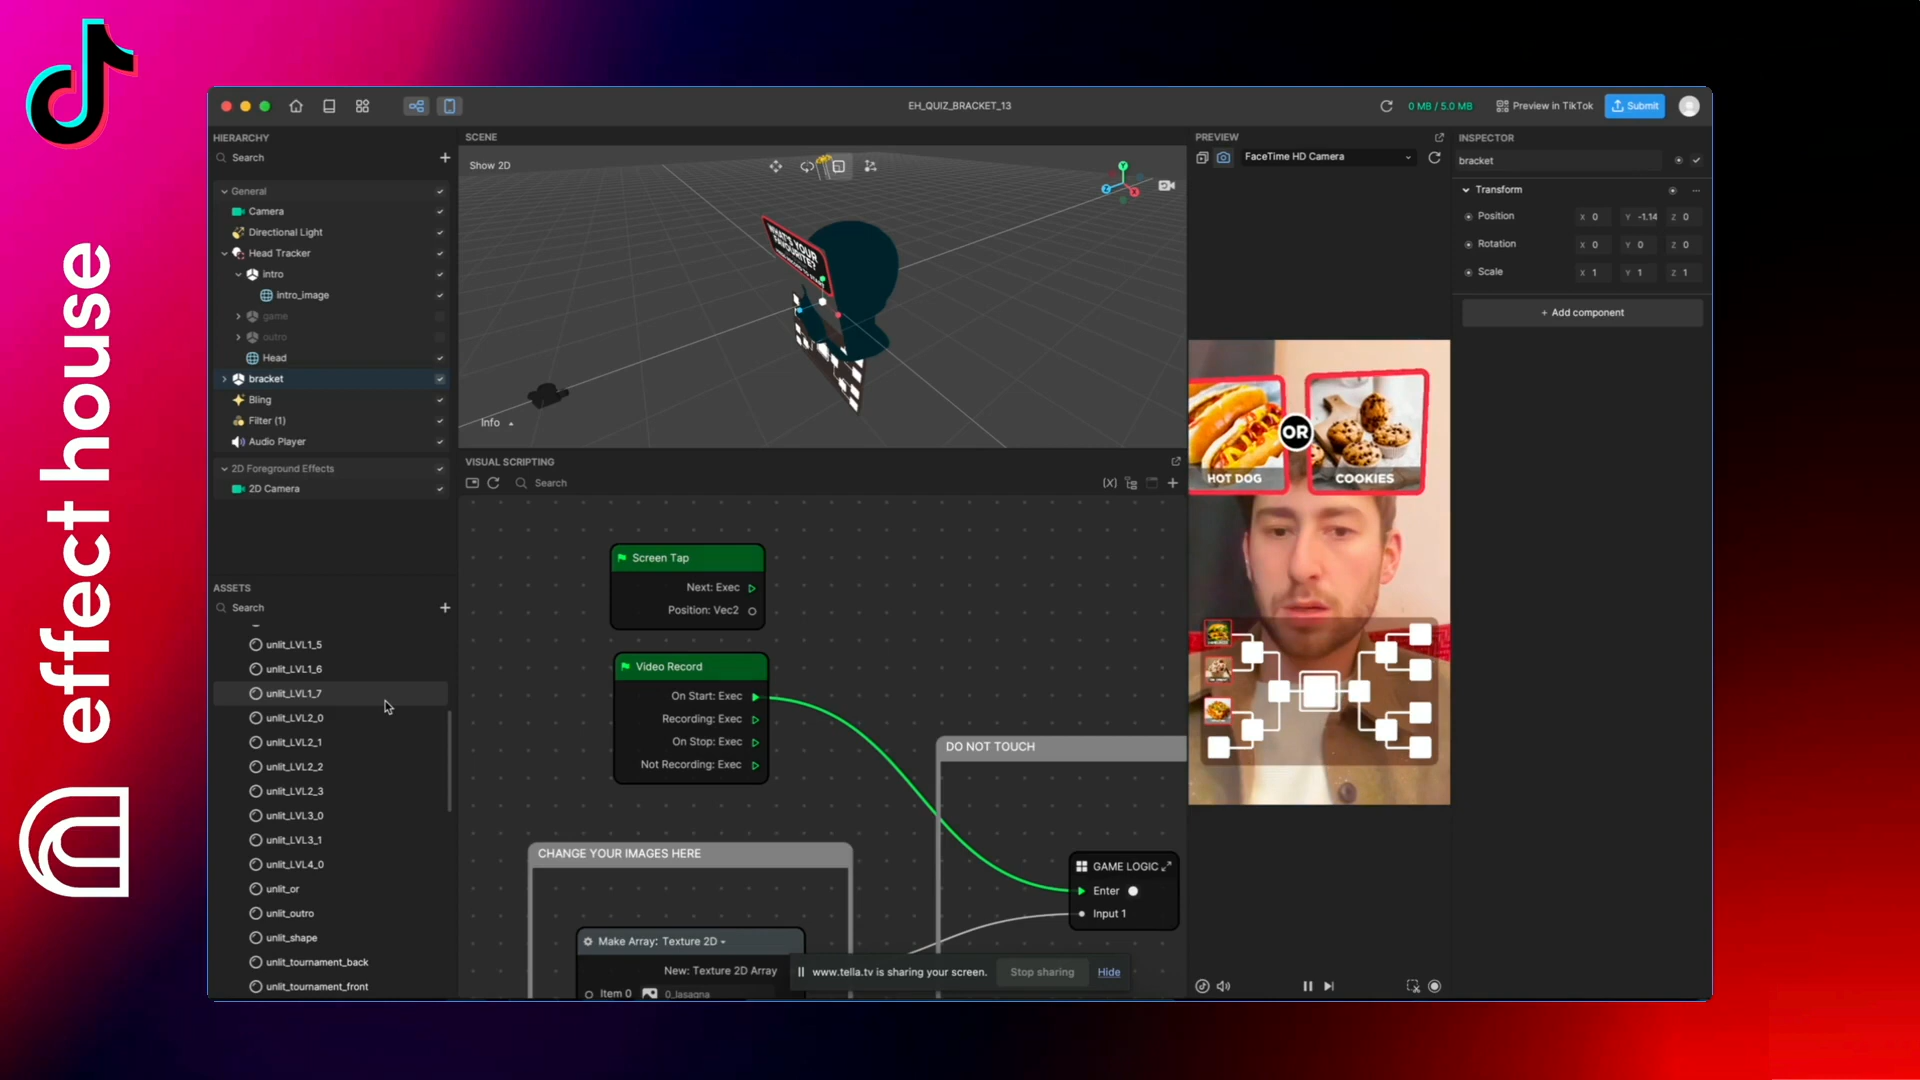 effect house
EH_QUIZ_BRACKET_13
0 MB / 5.0 MB
Preview in TikTok
Submit
HIERARCHY
Search
General
Camera
Directional Light
Head Tracker
intro
intro_image
game
outro
Head
bracket
Bling
Filter (1)
Audio Player
2D Foreground Effects
2D Camera
ASSETS
Search
unlit_LVL1_5
unlit_LVL1_6
unlit_LVL1_7
unlit_LVL2_0
unlit_LVL2_1
unlit_LVL2_2
unlit_LVL2_3
unlit_LVL3_0
unlit_LVL3_1
unlit_LVL4_0
unlit_or
unlit_outro
unlit_shape
unlit_tournament_back
unlit_tournament_front
SCENE
Show 2D
WHAT'S YOUR
FAVOURITE?
Y
Z
X
Info
VISUAL SCRIPTING
Search
(X)
Screen Tap
Next: Exec
Position: Vec2
Video Record
On Start: Exec
Recording: Exec
On Stop: Exec
Not Recording: Exec
DO NOT TOUCH
GAME LOGIC
Enter
Input 1
CHANGE YOUR IMAGES HERE
Make Array: Texture 2D
New: Texture 2D Array
Item 0 0_lasagna
www.tella.tv is sharing your screen.
Stop sharing
Hide
PREVIEW
FaceTime HD Camera
HOT DOG
OR
COOKIES
INSPECTOR
bracket
Transform
Position X 0 Y -1.14 Z 0
Rotation X 0 Y 0 Z 0
Scale X 1 Y 1 Z 1
+ Add component